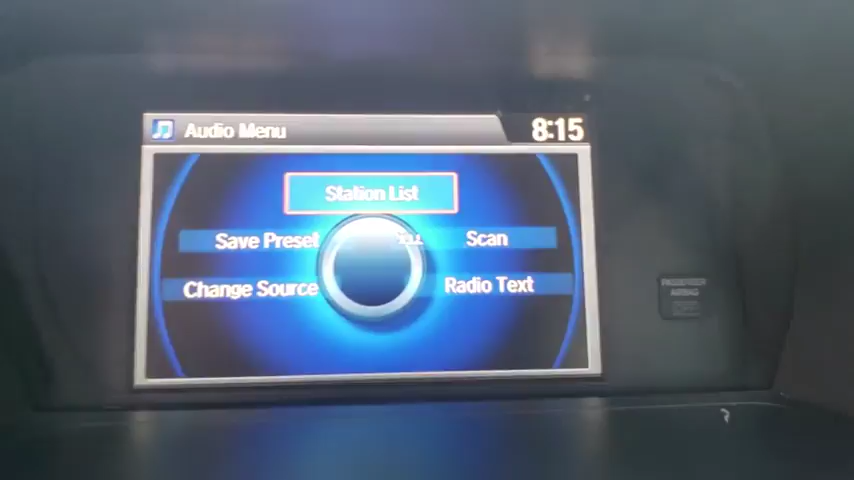 Audio Menu
8:15
Station List
Save Preset
Scan
Change Source
Radio Text
PASSENGER
AIRBAG